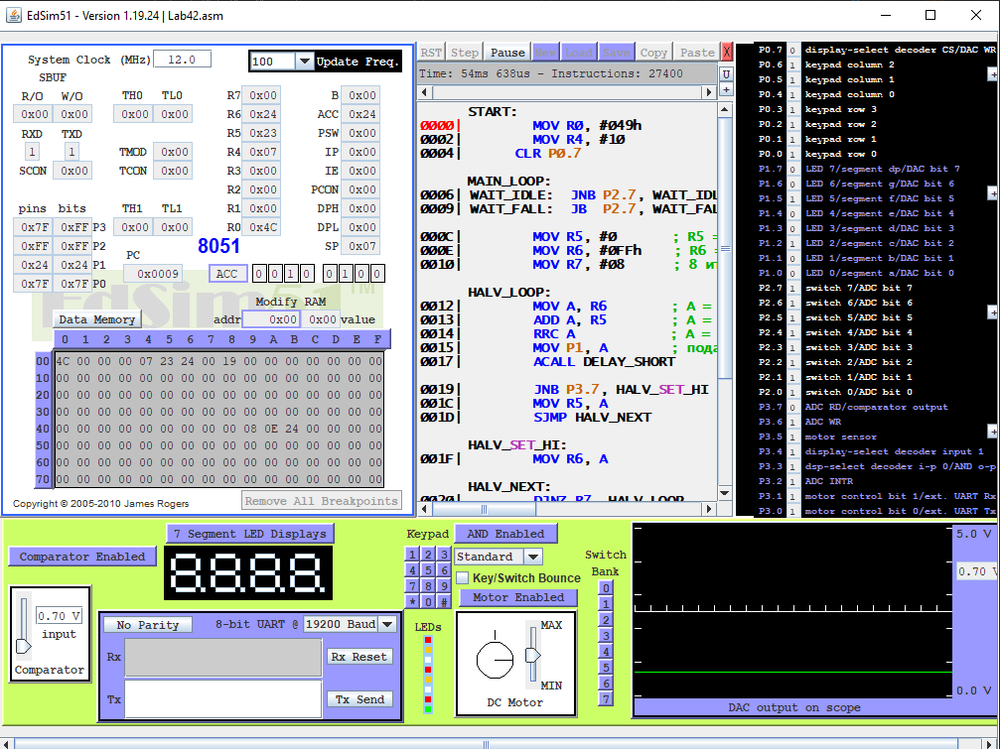 EdSim51 - Version 1.19.24 | Lab42.asm
System Clock (MHz) 12.0
100 Update Freq.
SBUF
R/O W/O TH0 TL0 R7 0x00 B 0x00
0x00 0x00 0x00 0x00 R6 0x24 ACC 0x24
RXD TXD R5 0x23 PSW 0x00
1 1 TMOD 0x00 R4 0x07 IP 0x00
SCON 0x00 TCON 0x00 R3 0x00 IE 0x00
R2 0x00 PCON 0x00
pins bits TH1 TL1 R1 0x00 DPH 0x00
0x7F 0xFF P3 0x00 0x00 R0 0x4C DPL 0x00
0xFF 0xFF P2 8051 SP 0x07
0x24 0x24 P1 PC
0x7F 0x7F P0 0x0009 ACC 0 0 1 0 0 1 0 0
EdSim51 TM
Modify RAM
Data Memory addr 0x00 0x00 value
0 1 2 3 4 5 6 7 8 9 A B C D E F
00 4C 00 00 00 07 23 24 00 19 00 00 00 00 00 00 00
10 00 00 00 00 00 00 00 00 00 00 00 00 00 00 00 00
20 00 00 00 00 00 00 00 00 00 00 00 00 00 00 00 00
30 00 00 00 00 00 00 00 00 00 00 00 00 00 00 00 00
40 00 00 00 00 00 00 00 00 08 0E 24 00 00 00 00 00
50 00 00 00 00 00 00 00 00 00 00 00 00 00 00 00 00
60 00 00 00 00 00 00 00 00 00 00 00 00 00 00 00 00
70 00 00 00 00 00 00 00 00 00 00 00 00 00 00 00 00
Copyright © 2005-2010 James Rogers Remove All Breakpoints
RST Step Pause New Load Save Copy Paste X
Time: 54ms 638us - Instructions: 27400 U
+
START:
0000| MOV R0, #049h
0002| MOV R4, #10
0004| CLR P0.7
MAIN_LOOP:
0006| WAIT_IDLE: JNB P2.7, WAIT_IDL
0009| WAIT_FALL: JB P2.7, WAIT_FAL
000C| MOV R5, #0 ; R5 =
000E| MOV R6, #0FFh ; R6 =
0010| MOV R7, #08 ; 8 ит
HALV_LOOP:
0012| MOV A, R6 ; A =
0013| ADD A, R5 ; A =
0014| RRC A ; A =
0015| MOV P1, A ; пода
0017| ACALL DELAY_SHORT
0019| JNB P3.7, HALV_SET_HI
001C| MOV R5, A
001D| SJMP HALV_NEXT
HALV_SET_HI:
001F| MOV R6, A
HALV_NEXT:
0020| DJNZ R7, HALV_LOOP
P0.7 0 display-select decoder CS/DAC WR
P0.6 1 keypad column 2
P0.5 1 keypad column 1
P0.4 1 keypad column 0
P0.3 1 keypad row 3
P0.2 1 keypad row 2
P0.1 1 keypad row 1
P0.0 1 keypad row 0
P1.7 0 LED 7/segment dp/DAC bit 7
P1.6 0 LED 6/segment g/DAC bit 6
P1.5 1 LED 5/segment f/DAC bit 5
P1.4 0 LED 4/segment e/DAC bit 4
P1.3 0 LED 3/segment d/DAC bit 3
P1.2 1 LED 2/segment c/DAC bit 2
P1.1 0 LED 1/segment b/DAC bit 1
P1.0 0 LED 0/segment a/DAC bit 0
P2.7 1 switch 7/ADC bit 7
P2.6 1 switch 6/ADC bit 6
P2.5 1 switch 5/ADC bit 5
P2.4 1 switch 4/ADC bit 4
P2.3 1 switch 3/ADC bit 3
P2.2 1 switch 2/ADC bit 2
P2.1 1 switch 1/ADC bit 1
P2.0 1 switch 0/ADC bit 0
P3.7 0 ADC RD/comparator output
P3.6 1 ADC WR
P3.5 1 motor sensor
P3.4 1 display-select decoder input 1
P3.3 1 dsp-select decoder i-p 0/AND o-p
P3.2 1 ADC INTR
P3.1 1 motor control bit 1/ext. UART Rx
P3.0 1 motor control bit 0/ext. UART Tx
7 Segment LED Displays
Comparator Enabled
8.8.8.8.
0.70 V
input
Comparator
No Parity 8-bit UART @ 19200 Baud
Rx Rx Reset
Tx Tx Send
Keypad AND Enabled
1 2 3 Standard
4 5 6
7 8 9 Key/Switch Bounce
* 0 # Motor Enabled
LEDs
MAX
MIN
DC Motor
Switch
Bank
0
1
2
3
4
5
6
7
5.0 V
0.70 V
0.0 V
DAC output on scope